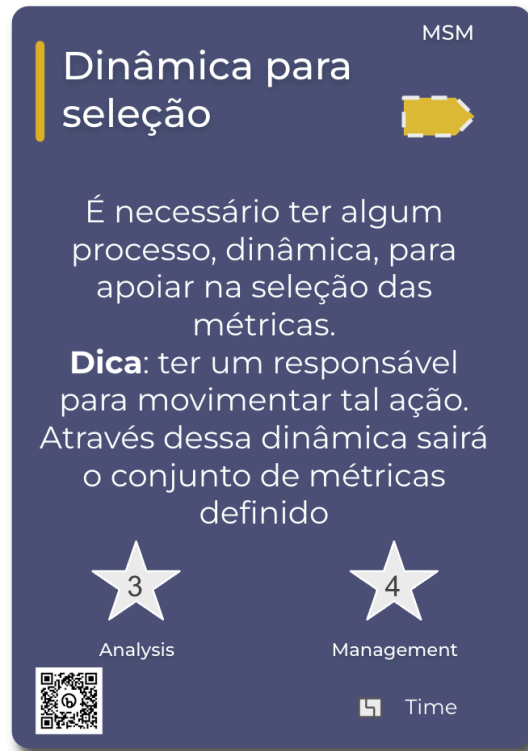 MSM
Dinâmica para
seleção
É necessário ter algum
processo, dinâmica, para
apoiar na seleção das
métricas.
Dica: ter um responsável
para movimentar tal ação.
Através dessa dinâmica sairá
o conjunto de métricas
definido
3
4
Analysis
Management
Time